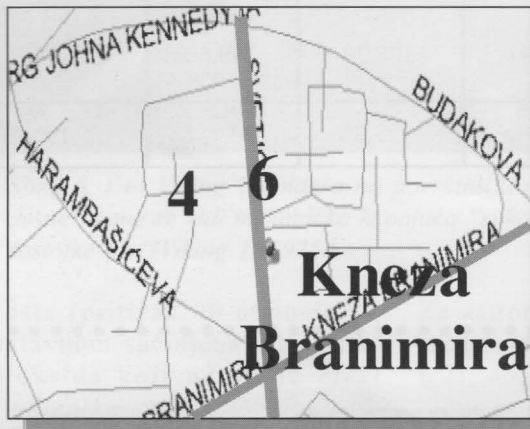 RG JOHNA KENNEDYJA
BUDAKOVA
HARAMBAŠIĆEVA
4
6
Kneza
Branimira
KNEZA BRANIMIRA
BRANIMIRA